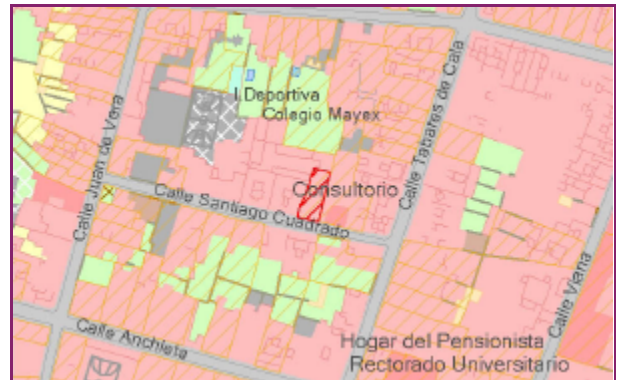 I.Deportiva
Colegio Mayex
Calle Tabares de Cala
Calle Juan de Vera
Consultorio
Calle Santiago Cuadrado
Calle Viana
Calle Anchieta
Hogar del Pensionista
Rectorado Universitario